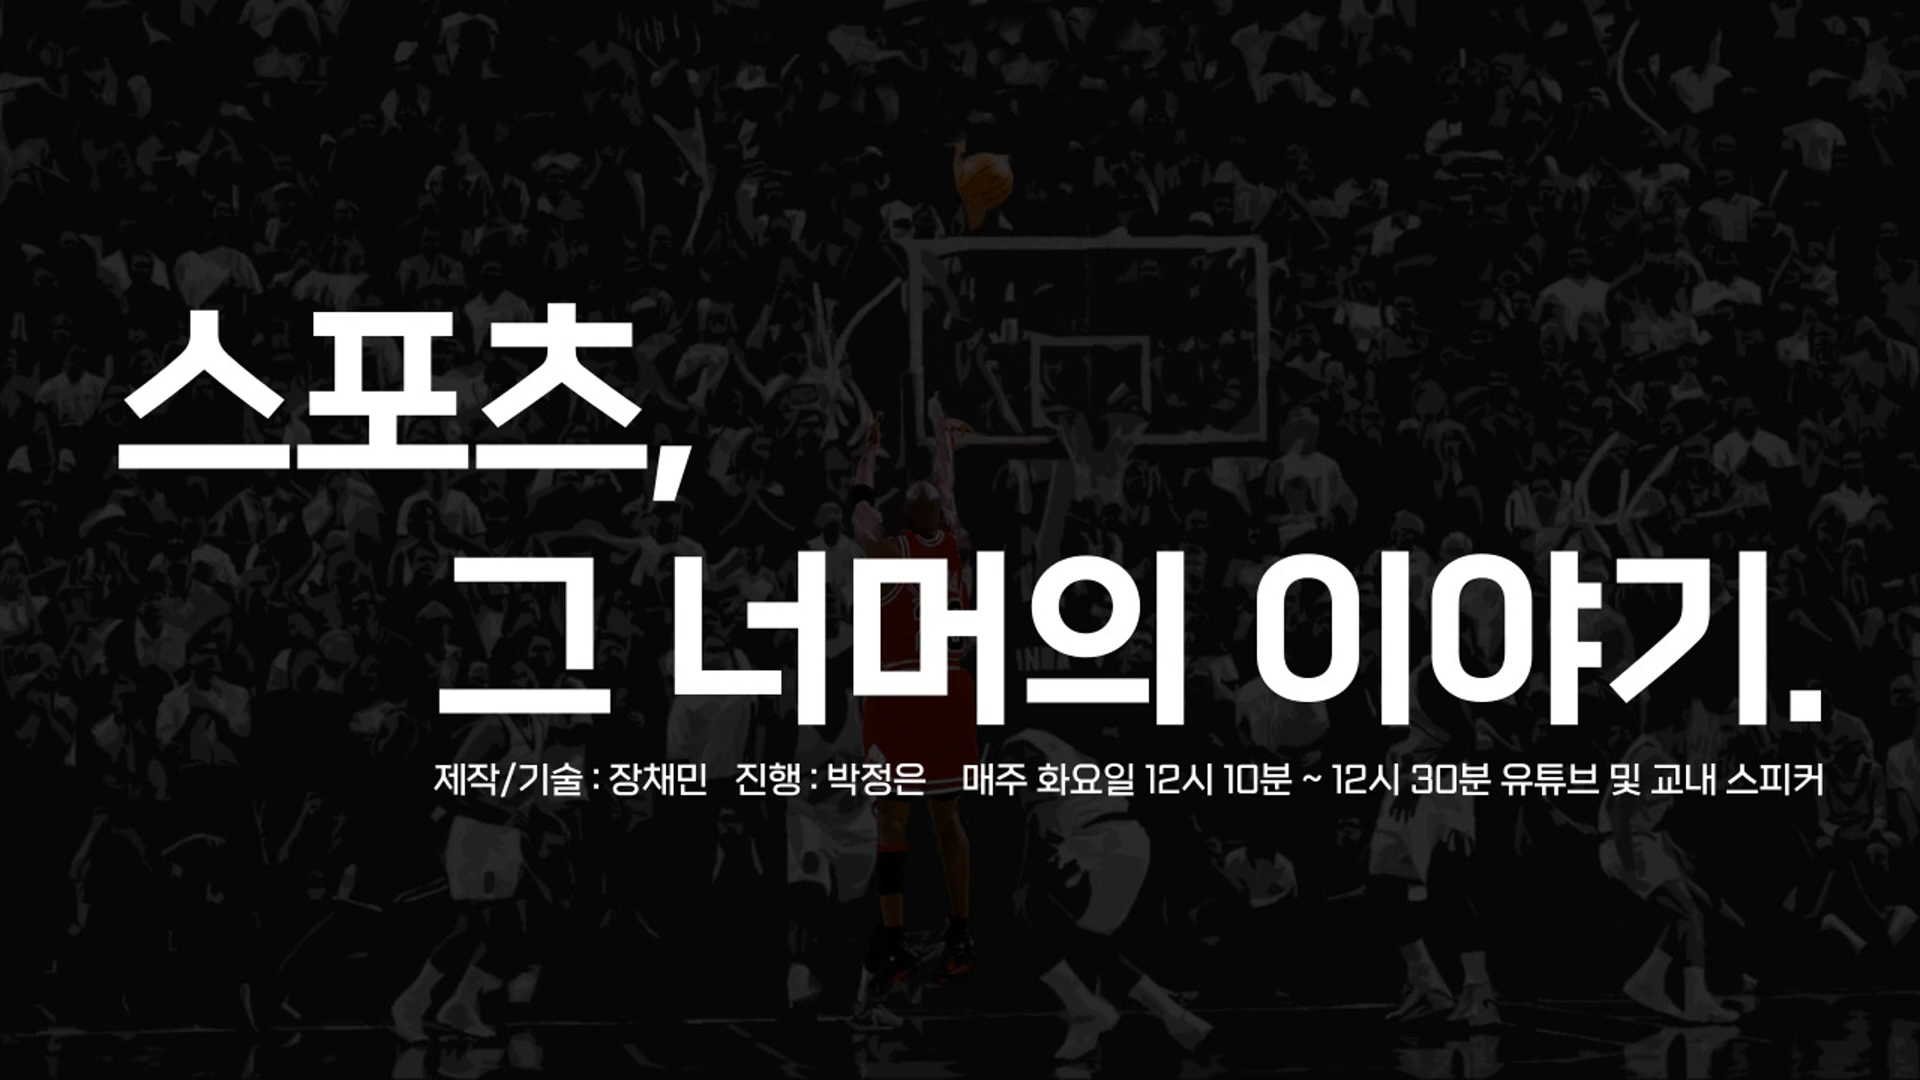 스포츠,
그 너머의 이야기.
제작/기술 : 장채민 진행 : 박정은 매주 화요일 12시 10분 ~ 12시 30분 유튜브 및 교내 스피커